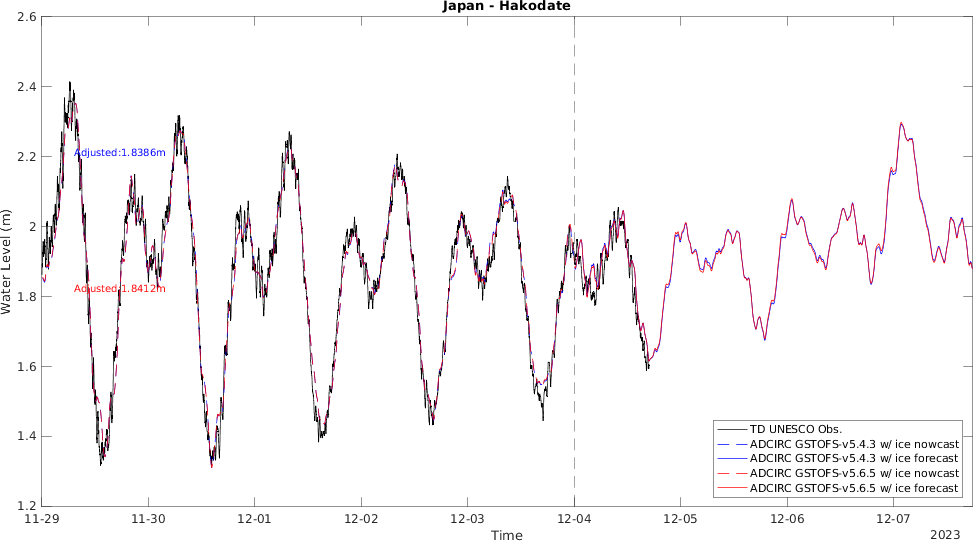 Japan - Hakodate
2.6
2.4
2.2
2
1.8
1.6
1.4
1.2
Water Level (m)
Adjusted:1.8386m
Adjusted:1.8412m
TD UNESCO Obs.
ADCIRC GSTOFS-v5.4.3 w/ ice nowcast
ADCIRC GSTOFS-v5.4.3 w/ ice forecast
ADCIRC GSTOFS-v5.6.5 w/ ice nowcast
ADCIRC GSTOFS-v5.6.5 w/ ice forecast
11-29 11-30 12-01 12-02 12-03 12-04 12-05 12-06 12-07
Time
2023